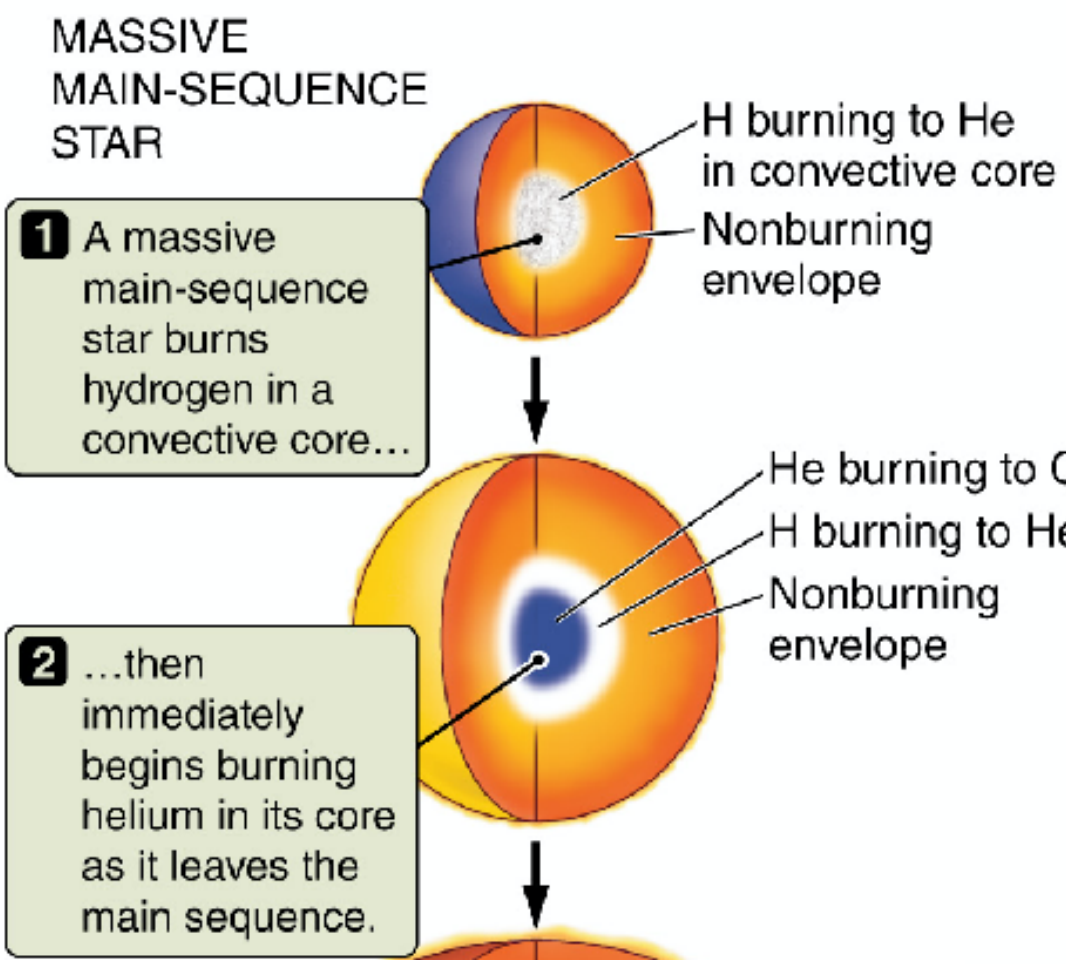 MASSIVE
MAIN-SEQUENCE
STAR
H burning to He
in convective core
Nonburning
envelope
1 A massive
main-sequence
star burns
hydrogen in a
convective core…
He burning to
H burning to He
Nonburning
envelope
2 …then
immediately
begins burning
helium in its core
as it leaves the
main sequence.